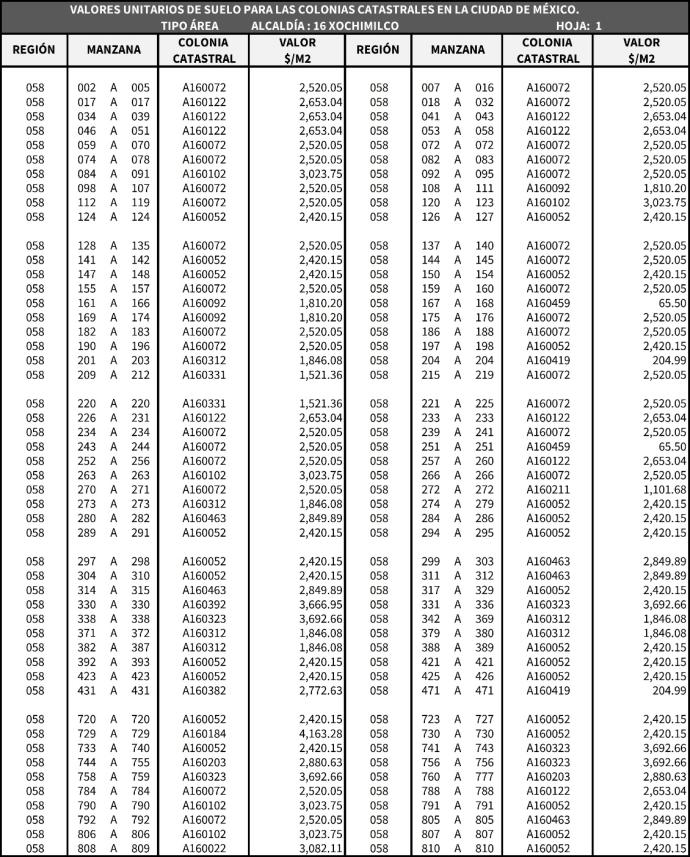 VALORES UNITARIOS DE SUELO PARA LAS COLONIAS CATASTRALES EN LA CIUDAD DE MÉXICO.
TIPO ÁREA ALCALDÍA : 16 XOCHIMILCO HOJA: 1
REGIÓN MANZANA COLONIA CATASTRAL VALOR $/M2 REGIÓN MANZANA COLONIA CATASTRAL VALOR $/M2
058 002 A 005 A160072 2,520.05 058 007 A 016 A160072 2,520.05
058 017 A 017 A160122 2,653.04 058 018 A 032 A160072 2,520.05
058 034 A 039 A160122 2,653.04 058 041 A 043 A160122 2,653.04
058 046 A 051 A160122 2,653.04 058 053 A 058 A160122 2,653.04
058 059 A 070 A160072 2,520.05 058 072 A 072 A160072 2,520.05
058 074 A 078 A160072 2,520.05 058 082 A 083 A160072 2,520.05
058 084 A 091 A160102 3,023.75 058 092 A 095 A160072 2,520.05
058 098 A 107 A160072 2,520.05 058 108 A 111 A160092 1,810.20
058 112 A 119 A160072 2,520.05 058 120 A 123 A160102 3,023.75
058 124 A 124 A160052 2,420.15 058 126 A 127 A160052 2,420.15
058 128 A 135 A160072 2,520.05 058 137 A 140 A160072 2,520.05
058 141 A 142 A160052 2,420.15 058 144 A 145 A160072 2,520.05
058 147 A 148 A160052 2,420.15 058 150 A 154 A160052 2,420.15
058 155 A 157 A160072 2,520.05 058 159 A 160 A160072 2,520.05
058 161 A 166 A160092 1,810.20 058 167 A 168 A160459 65.50
058 169 A 174 A160092 1,810.20 058 175 A 176 A160072 2,520.05
058 182 A 183 A160072 2,520.05 058 186 A 188 A160072 2,520.05
058 190 A 196 A160072 2,520.05 058 197 A 198 A160052 2,420.15
058 201 A 203 A160312 1,846.08 058 204 A 204 A160419 204.99
058 209 A 212 A160331 1,521.36 058 215 A 219 A160072 2,520.05
058 220 A 220 A160331 1,521.36 058 221 A 225 A160072 2,520.05
058 226 A 231 A160122 2,653.04 058 233 A 233 A160122 2,653.04
058 234 A 234 A160072 2,520.05 058 239 A 241 A160072 2,520.05
058 243 A 244 A160072 2,520.05 058 251 A 251 A160459 65.50
058 252 A 256 A160072 2,520.05 058 257 A 260 A160122 2,653.04
058 263 A 263 A160102 3,023.75 058 266 A 266 A160072 2,520.05
058 270 A 271 A160072 2,520.05 058 272 A 272 A160211 1,101.68
058 273 A 273 A160312 1,846.08 058 274 A 279 A160052 2,420.15
058 280 A 282 A160463 2,849.89 058 284 A 286 A160052 2,420.15
058 289 A 291 A160052 2,420.15 058 294 A 295 A160052 2,420.15
058 297 A 298 A160052 2,420.15 058 299 A 303 A160463 2,849.89
058 304 A 310 A160052 2,420.15 058 311 A 312 A160463 2,849.89
058 314 A 315 A160463 2,849.89 058 317 A 329 A160052 2,420.15
058 330 A 330 A160392 3,666.95 058 331 A 336 A160323 3,692.66
058 338 A 338 A160323 3,692.66 058 342 A 369 A160312 1,846.08
058 371 A 372 A160312 1,846.08 058 379 A 380 A160312 1,846.08
058 382 A 387 A160312 1,846.08 058 388 A 389 A160052 2,420.15
058 392 A 393 A160052 2,420.15 058 421 A 421 A160052 2,420.15
058 423 A 423 A160052 2,420.15 058 425 A 426 A160052 2,420.15
058 431 A 431 A160382 2,772.63 058 471 A 471 A160419 204.99
058 720 A 720 A160052 2,420.15 058 723 A 727 A160052 2,420.15
058 729 A 729 A160184 4,163.28 058 730 A 730 A160052 2,420.15
058 733 A 740 A160052 2,420.15 058 741 A 743 A160323 3,692.66
058 744 A 755 A160203 2,880.63 058 756 A 756 A160323 3,692.66
058 758 A 759 A160323 3,692.66 058 760 A 777 A160203 2,880.63
058 784 A 784 A160072 2,520.05 058 788 A 788 A160122 2,653.04
058 790 A 790 A160102 3,023.75 058 791 A 791 A160052 2,420.15
058 792 A 792 A160072 2,520.05 058 805 A 805 A160463 2,849.89
058 806 A 806 A160102 3,023.75 058 807 A 807 A160052 2,420.15
058 808 A 809 A160022 3,082.11 058 810 A 810 A160052 2,420.15